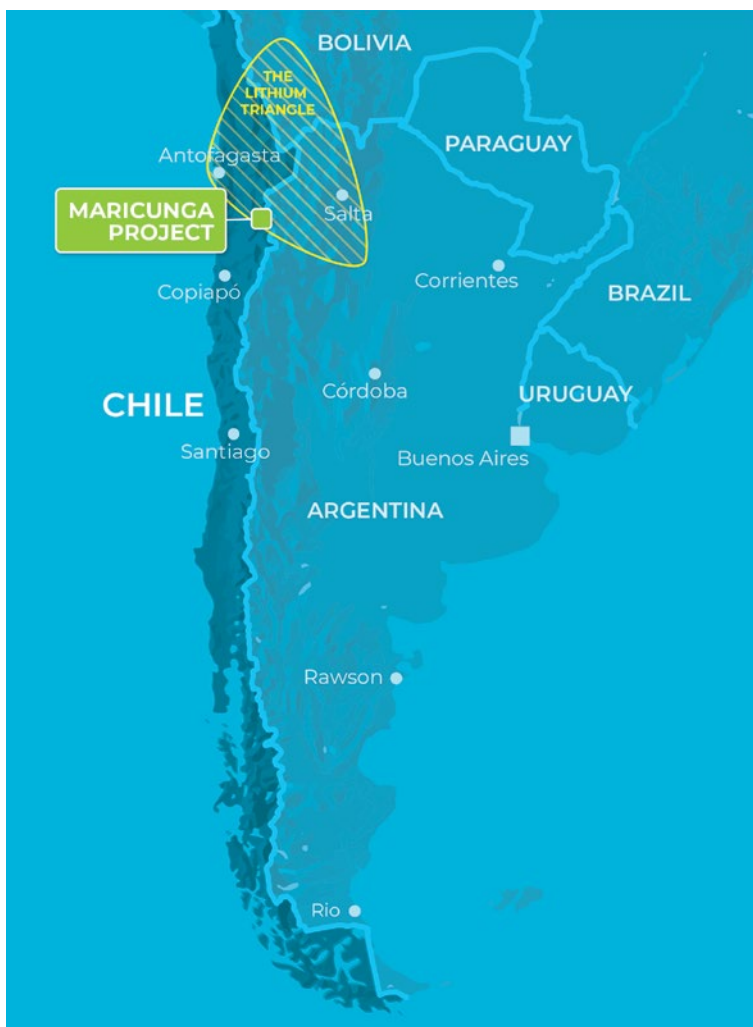 BOLIVIA
THE
LITHIUM
TRIANGLE
PARAGUAY
Antofagasta
MARICUNGA
PROJECT
Salta
Corrientes
Copiapó
BRAZIL
Córdoba
CHILE
URUGUAY
Santiago
Buenos Aires
ARGENTINA
Rawson
Rio